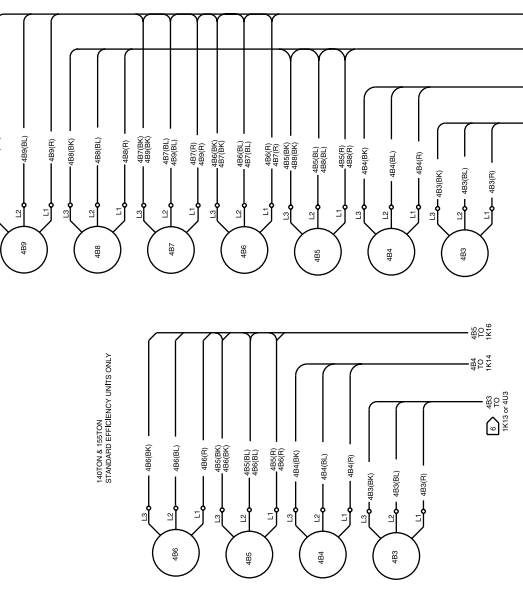 4B9(BL)
4B9(R)
4B8(BK)
4B8(BL)
4B8(R)
4B7(BK)
4B9(BK)
4B7(BL)
4B9(BL)
4B7(R)
4B9(R)
4B6(BK)
4B7(BK)
4B6(BL)
4B7(BL)
4B6(R)
4B7(R)
4B5(BK)
4B8(BK)
4B5(BL)
4B8(BL)
4B5(R)
4B8(R)
4B4(BK)
4B4(BL)
4B4(R)
4B3(BK)
4B3(BL)
4B3(R)
L2
L1
L3
L2
L1
L3
L2
L1
L3
L2
L1
L3
L2
L1
L3
L2
L1
L3
L2
L1
4B9
4B8
4B7
4B6
4B5
4B4
4B3
140TON & 155TON
STANDARD EFFICIENCY UNITS ONLY
4B5
TO
1K16
4B4
TO
1K14
4B3
TO
1K13 or 4U3
6
4B6(BK)
4B6(BL)
4B6(R)
4B5(BK)
4B6(BK)
4B5(BL)
4B6(BL)
4B5(R)
4B6(R)
4B4(BK)
4B4(BL)
4B4(R)
4B3(BK)
4B3(BL)
4B3(R)
L3
L2
L1
L3
L2
L1
L3
L2
L1
L3
L2
L1
4B6
4B5
4B4
4B3